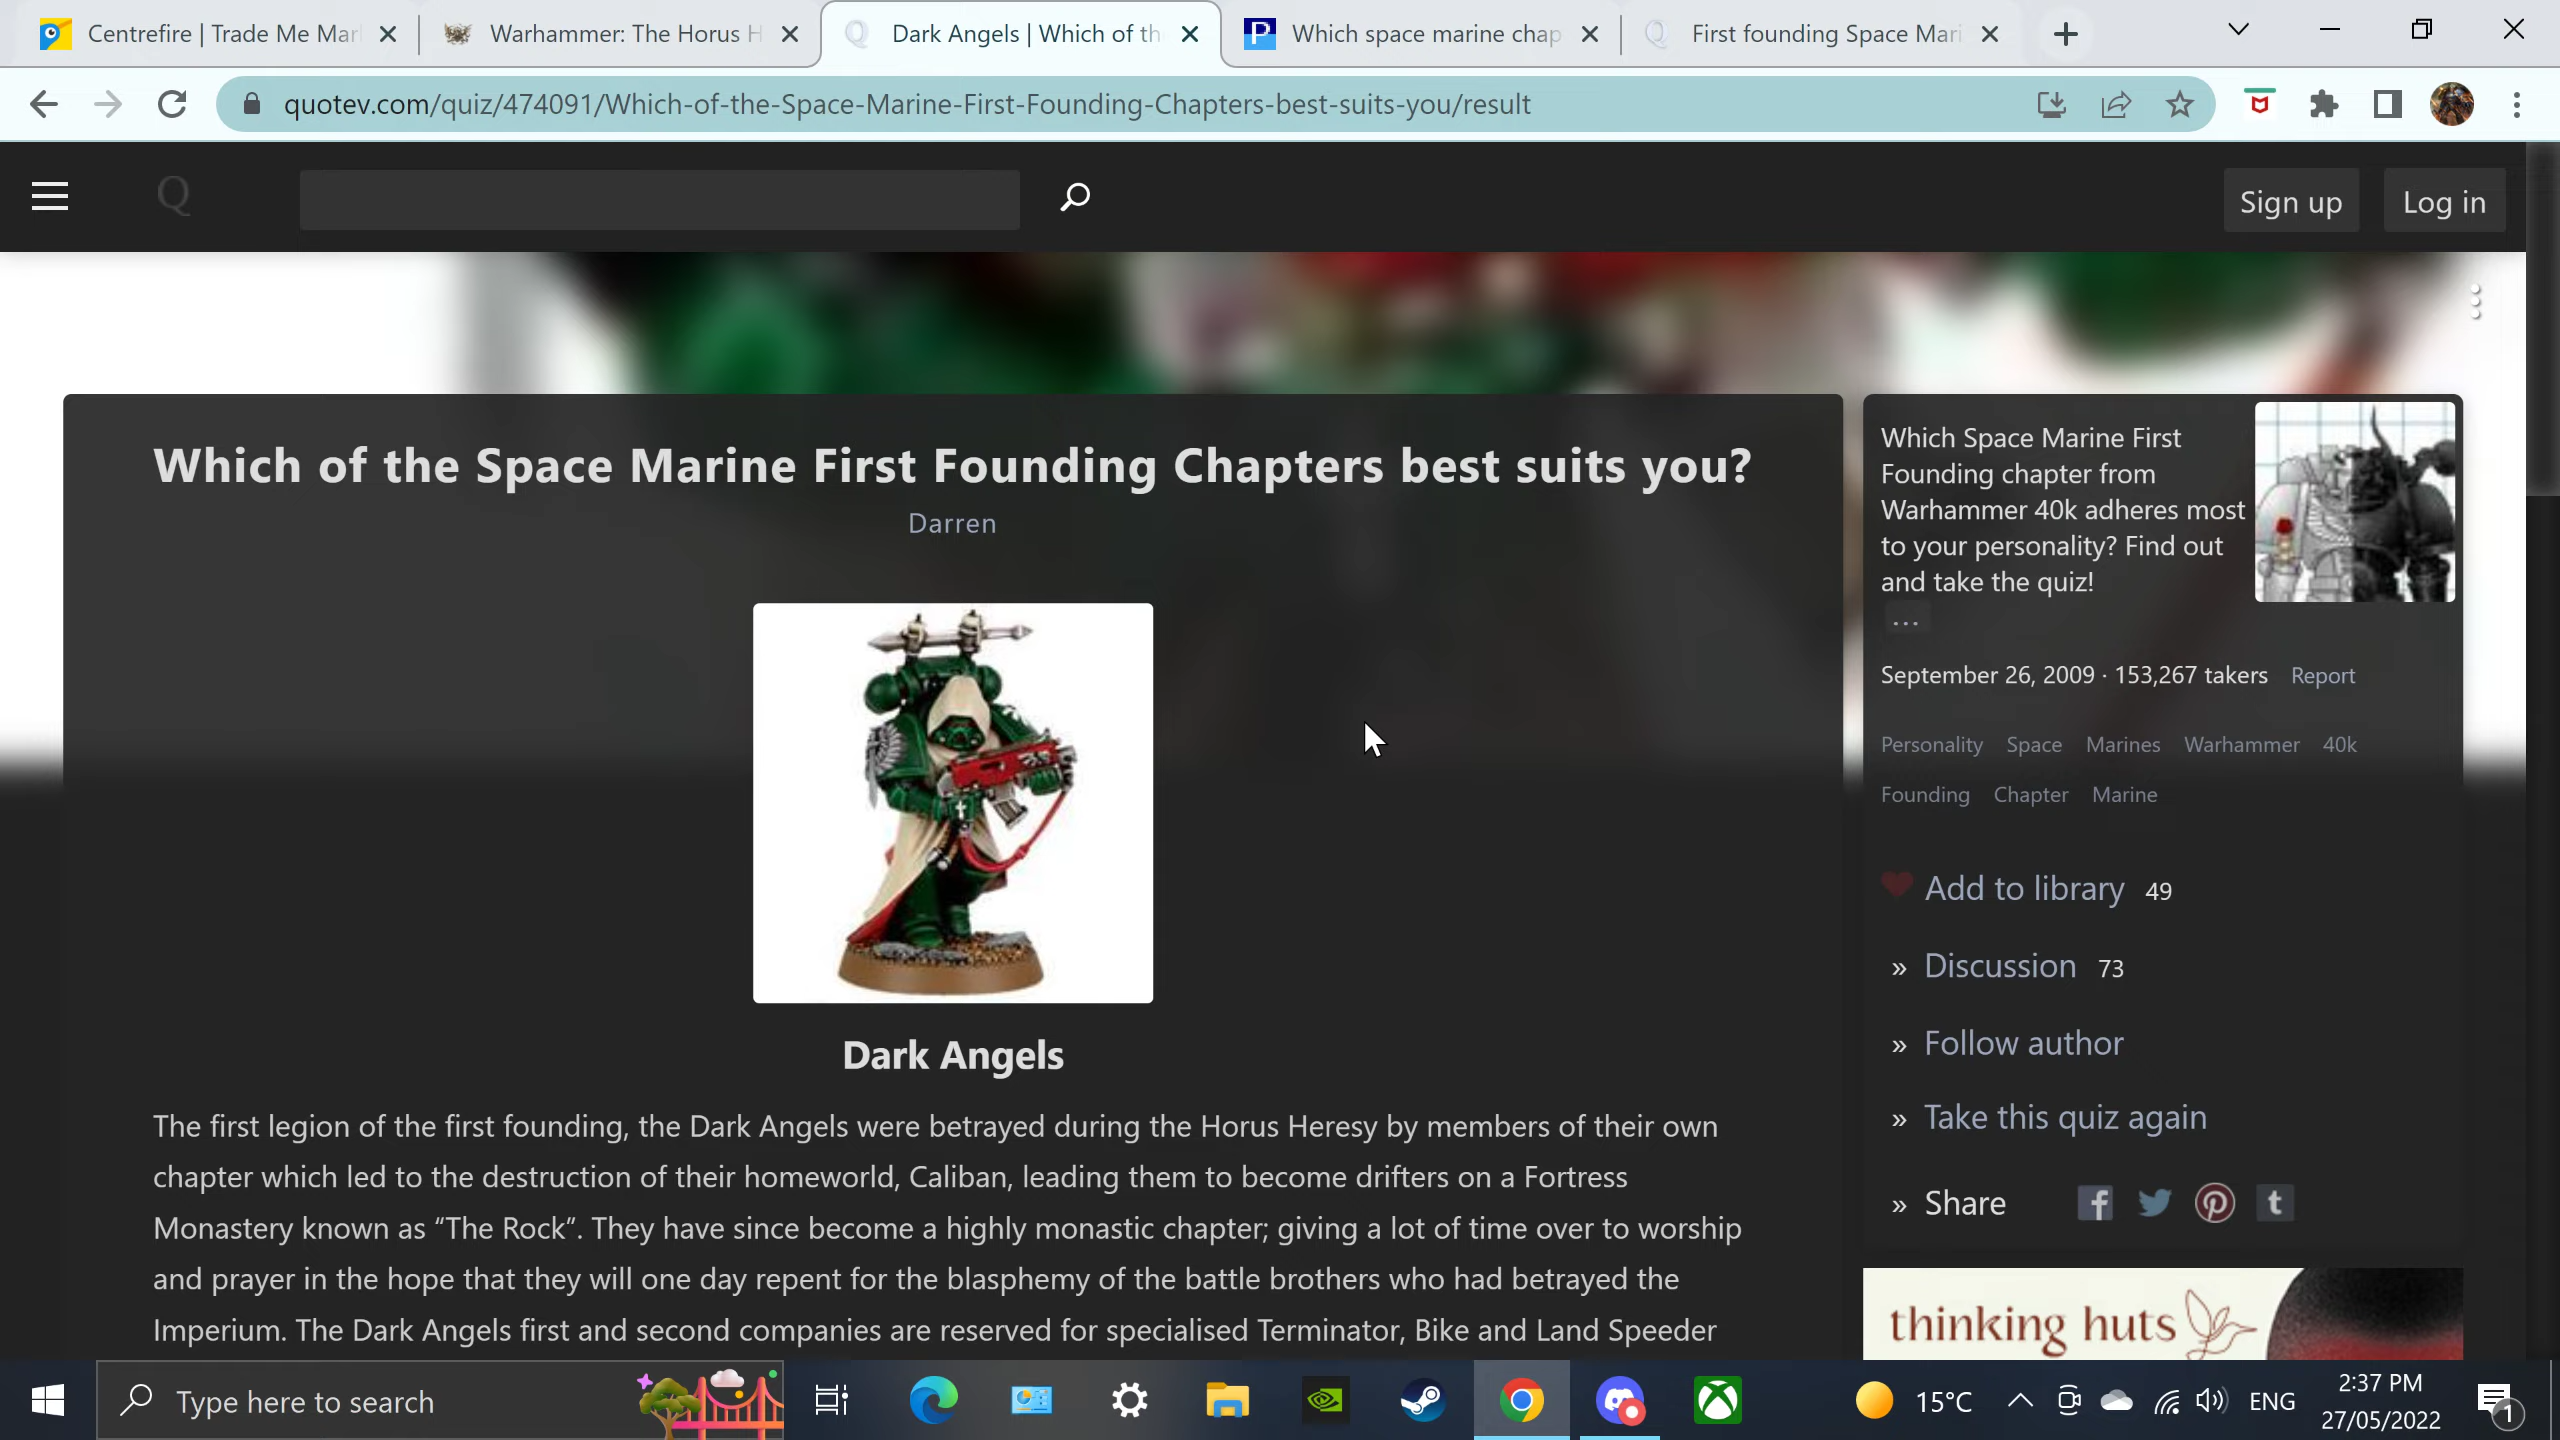 Centrefire | Trade Me Mar
Warhammer: The Horus H
Dark Angels | Which of th
Which space marine chap
First founding Space Mari
quotev.com/quiz/474091/Which-of-the-Space-Marine-First-Founding-Chapters-best-suits-you/result
Q
Sign up
Log in
Which of the Space Marine First Founding Chapters best suits you?
Darren
Dark Angels
The first legion of the first founding, the Dark Angels were betrayed during the Horus Heresy by members of their own
chapter which led to the destruction of their homeworld, Caliban, leading them to become drifters on a Fortress
Monastery known as “The Rock”. They have since become a highly monastic chapter; giving a lot of time over to worship
and prayer in the hope that they will one day repent for the blasphemy of the battle brothers who had betrayed the
Imperium. The Dark Angels first and second companies are reserved for specialised Terminator, Bike and Land Speeder
Which Space Marine First
Founding chapter from
Warhammer 40k adheres most
to your personality? Find out
and take the quiz!
...
September 26, 2009 · 153,267 takers Report
Personality Space Marines Warhammer 40k
Founding Chapter Marine
Add to library 49
» Discussion 73
» Follow author
» Take this quiz again
» Share
thinking huts
Type here to search
15°C
ENG
2:37 PM
27/05/2022
1